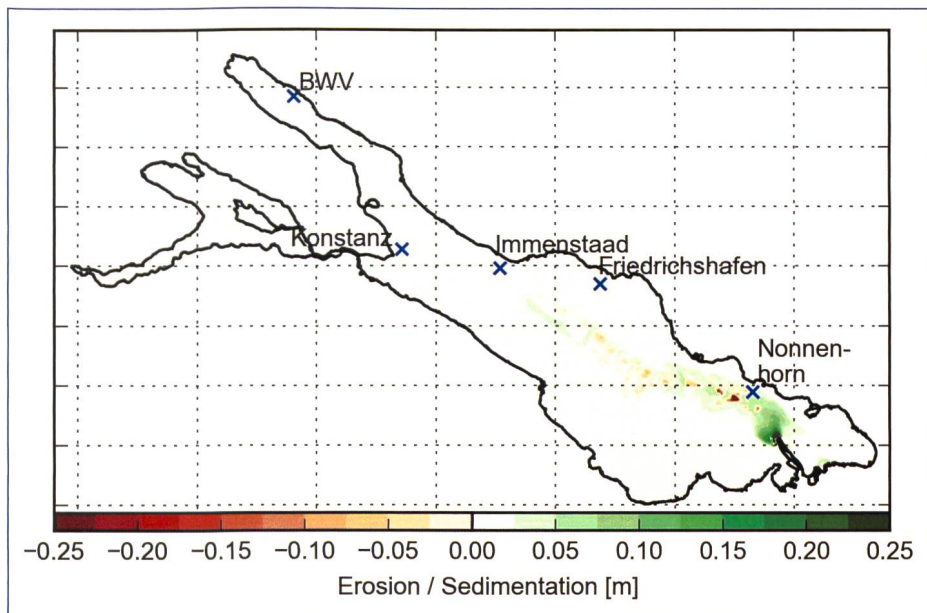 BWV
Konstanz
Immenstaad
Friedrichshafen
Nonnen-
horn
−0.25 −0.20 −0.15 −0.10 −0.05 0.00 0.05 0.10 0.15 0.20 0.25
Erosion / Sedimentation [m]